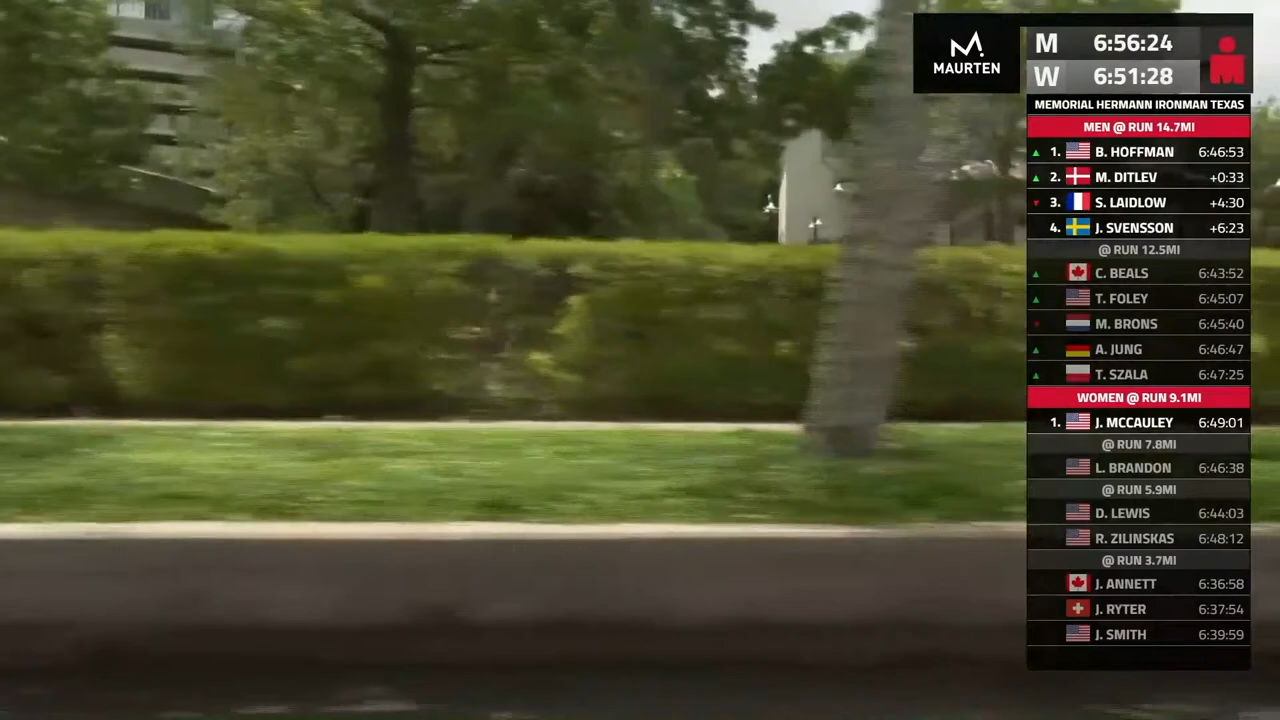 MAURTEN
M 6:56:24
W 6:51:28
MEMORIAL HERMANN IRONMAN TEXAS
MEN @ RUN 14.7MI
1. B. HOFFMAN 6:46:53
2. M. DITLEV +0:33
3. S. LAIDLOW +4:30
4. J. SVENSSON +6:23
@ RUN 12.5MI
C. BEALS 6:43:52
T. FOLEY 6:45:07
M. BRONS 6:45:40
A. JUNG 6:46:47
T. SZALA 6:47:25
WOMEN @ RUN 9.1MI
1. J. MCCAULEY 6:49:01
@ RUN 7.8MI
L. BRANDON 6:46:38
@ RUN 5.9MI
D. LEWIS 6:44:03
R. ZILINSKAS 6:48:12
@ RUN 3.7MI
J. ANNETT 6:36:58
J. RYTER 6:37:54
J. SMITH 6:39:59